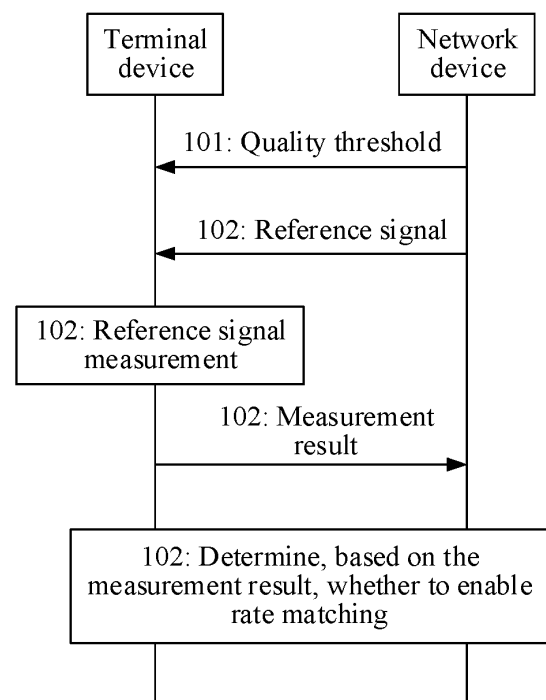 Terminal
device
Network
device
101: Quality threshold
102: Reference signal
102: Reference signal
measurement
102: Measurement
result
102: Determine, based on the
measurement result, whether to enable
rate matching